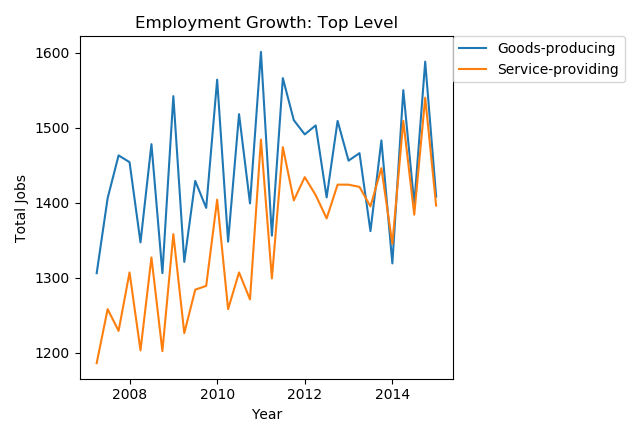 Employment Growth: Top Level
Goods-producing
Service-providing
1600
1500
1400
1300
1200
Total Jobs
2008
2010
2012
2014
Year